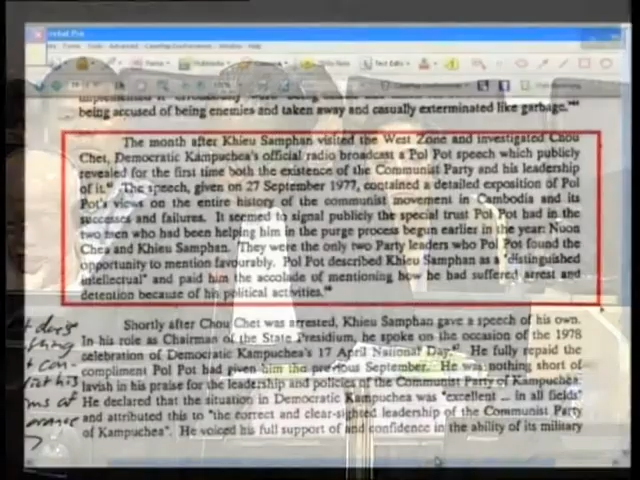 being accused of being enemies and taken away and casually exterminated like garbage."
The month after Khieu Samphan visited the West Zone and investigated Chou
Chet, Democratic Kampuchea's official radio broadcast a Pol Pot speech which publicly
revealed for the first time both the existence of the Communist Party and his leadership
of it." The speech, given on 27 September 1977, contained a detailed exposition of Pol
Pot's views on the entire history of the communist movement in Cambodia and its
successes and failures. It seemed to signal publicly the special trust Pol Pot had in the
two men who had been helping him in the purge process begun earlier in the year: Nuon
Chea and Khieu Samphan. They were the only two Party leaders who Pol Pot found the
opportunity to mention favourably. Pol Pot described Khieu Samphan as a "distinguished
intellectual" and paid him the accolade of mentioning how he had suffered arrest and
detention because of his political activities."
Shortly after Chou Chet was arrested, Khieu Samphan gave a speech of his own.
In his role as Chairman of the State Presidium, he spoke on the occasion of the 1978
celebration of Democratic Kampuchea's 17 April National Day. He fully repaid the
compliment Pol Pot had given him the previous September. He was nothing short of
lavish in his praise for the leadership and policies of the Communist Party of Kampuchea.
He declared that the situation in Democratic Kampuchea was "excellent ... in all fields"
and attributed this to "the correct and clear-sighted leadership of the Communist Party
of Kampuchea". He voiced his full support of and confidence in the ability of its military